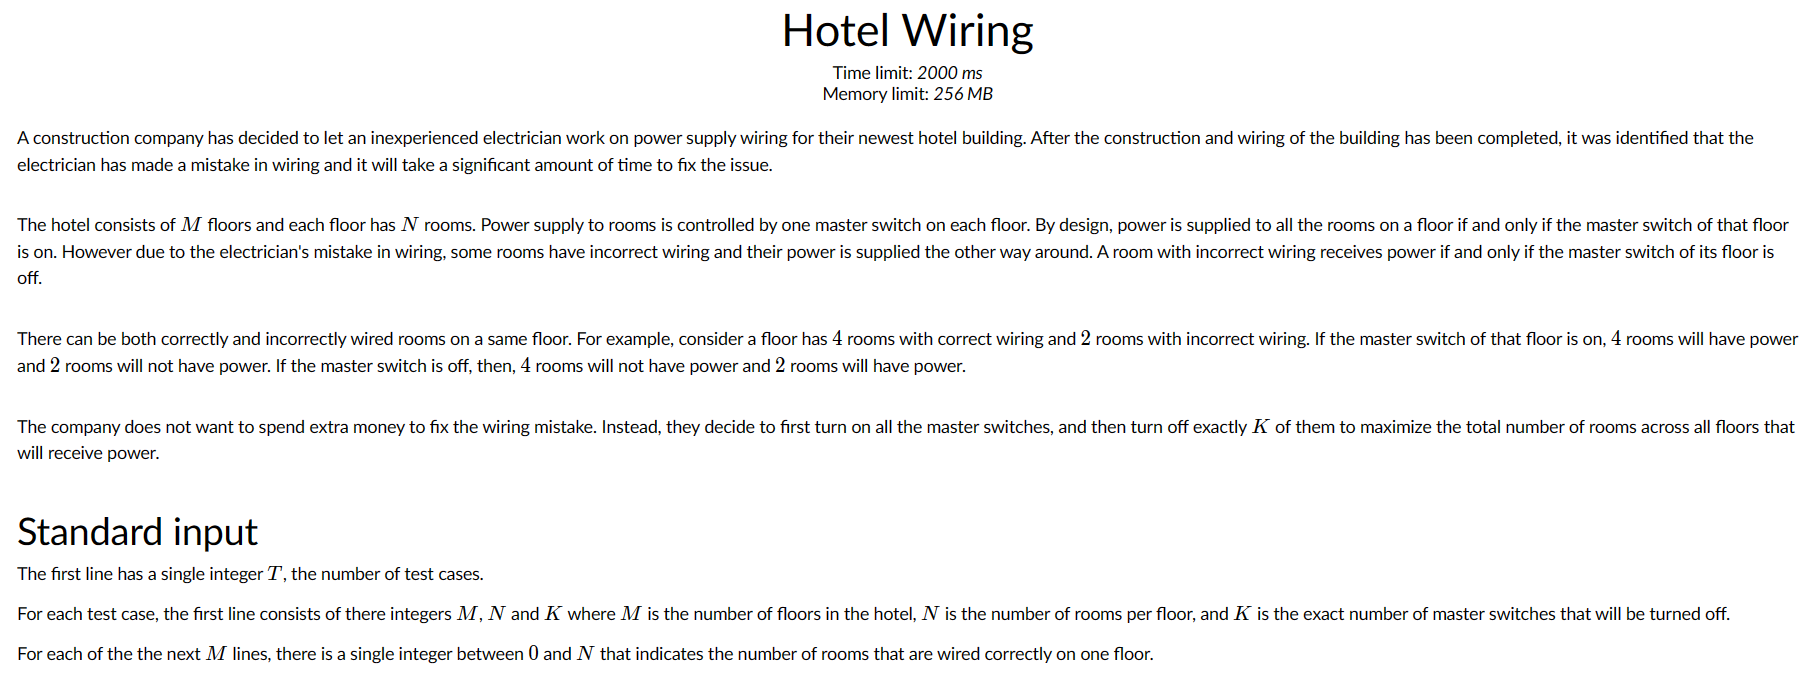 Hotel Wiring
Time limit: 2000 ms
Memory limit: 256 MB
A construction company has decided to let an inexperienced electrician work on power supply wiring for their newest hotel building. After the construction and wiring of the building has been completed, it was identified that the
electrician has made a mistake in wiring and it will take a significant amount of time to fix the issue.
The hotel consists of M floors and each floor has N rooms. Power supply to rooms is controlled by one master switch on each floor. By design, power is supplied to all the rooms on a floor if and only if the master switch of that floor
is on. However due to the electrician's mistake in wiring, some rooms have incorrect wiring and their power is supplied the other way around. A room with incorrect wiring receives power if and only if the master switch of its floor is
off.
There can be both correctly and incorrectly wired rooms on a same floor. For example, consider a floor has 4 rooms with correct wiring and 2 rooms with incorrect wiring. If the master switch of that floor is on, 4 rooms will have power
and 2 rooms will not have power. If the master switch is off, then, 4 rooms will not have power and 2 rooms will have power.
The company does not want to spend extra money to fix the wiring mistake. Instead, they decide to first turn on all the master switches, and then turn off exactly K of them to maximize the total number of rooms across all floors that
will receive power.
Standard input
The first line has a single integer T, the number of test cases.
For each test case, the first line consists of there integers M, N and K where M is the number of floors in the hotel, N is the number of rooms per floor, and K is the exact number of master switches that will be turned off.
For each of the the next M lines, there is a single integer between 0 and N that indicates the number of rooms that are wired correctly on one floor.